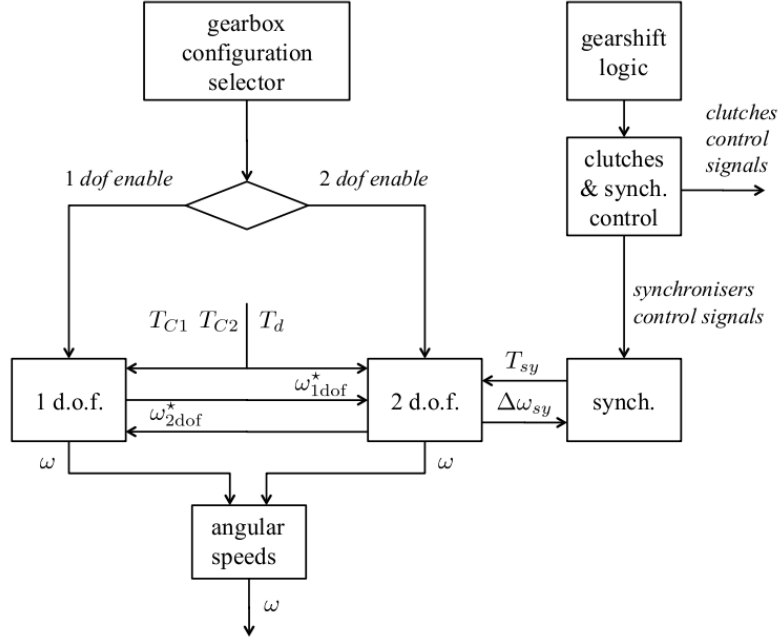 gearbox
configuration
selector
gearshift
logic
clutches
control
signals
clutches
& synch.
control
1 dof enable
2 dof enable
synchronisers
control signals
T_{C1} T_{C2} T_d
1 d.o.f.
ω^⋆_{1dof}
ω^⋆_{2dof}
2 d.o.f.
T_{sy}
Δω_{sy}
synch.
ω
ω
angular
speeds
ω